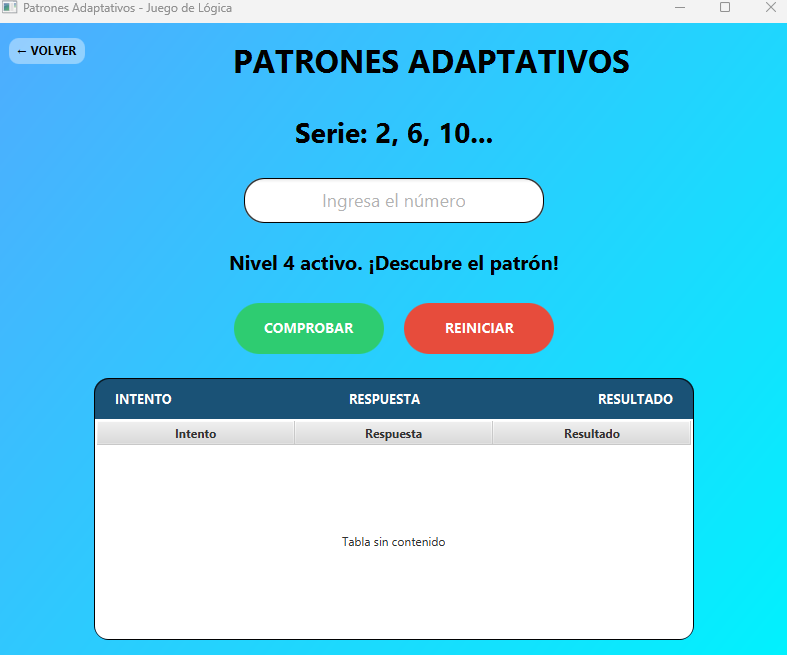 Patrones Adaptativos - Juego de Lógica
← VOLVER
PATRONES ADAPTATIVOS
Serie: 2, 6, 10...
Ingresa el número
Nivel 4 activo. ¡Descubre el patrón!
COMPROBAR REINICIAR
INTENTO RESPUESTA RESULTADO
Intento Respuesta Resultado
Tabla sin contenido